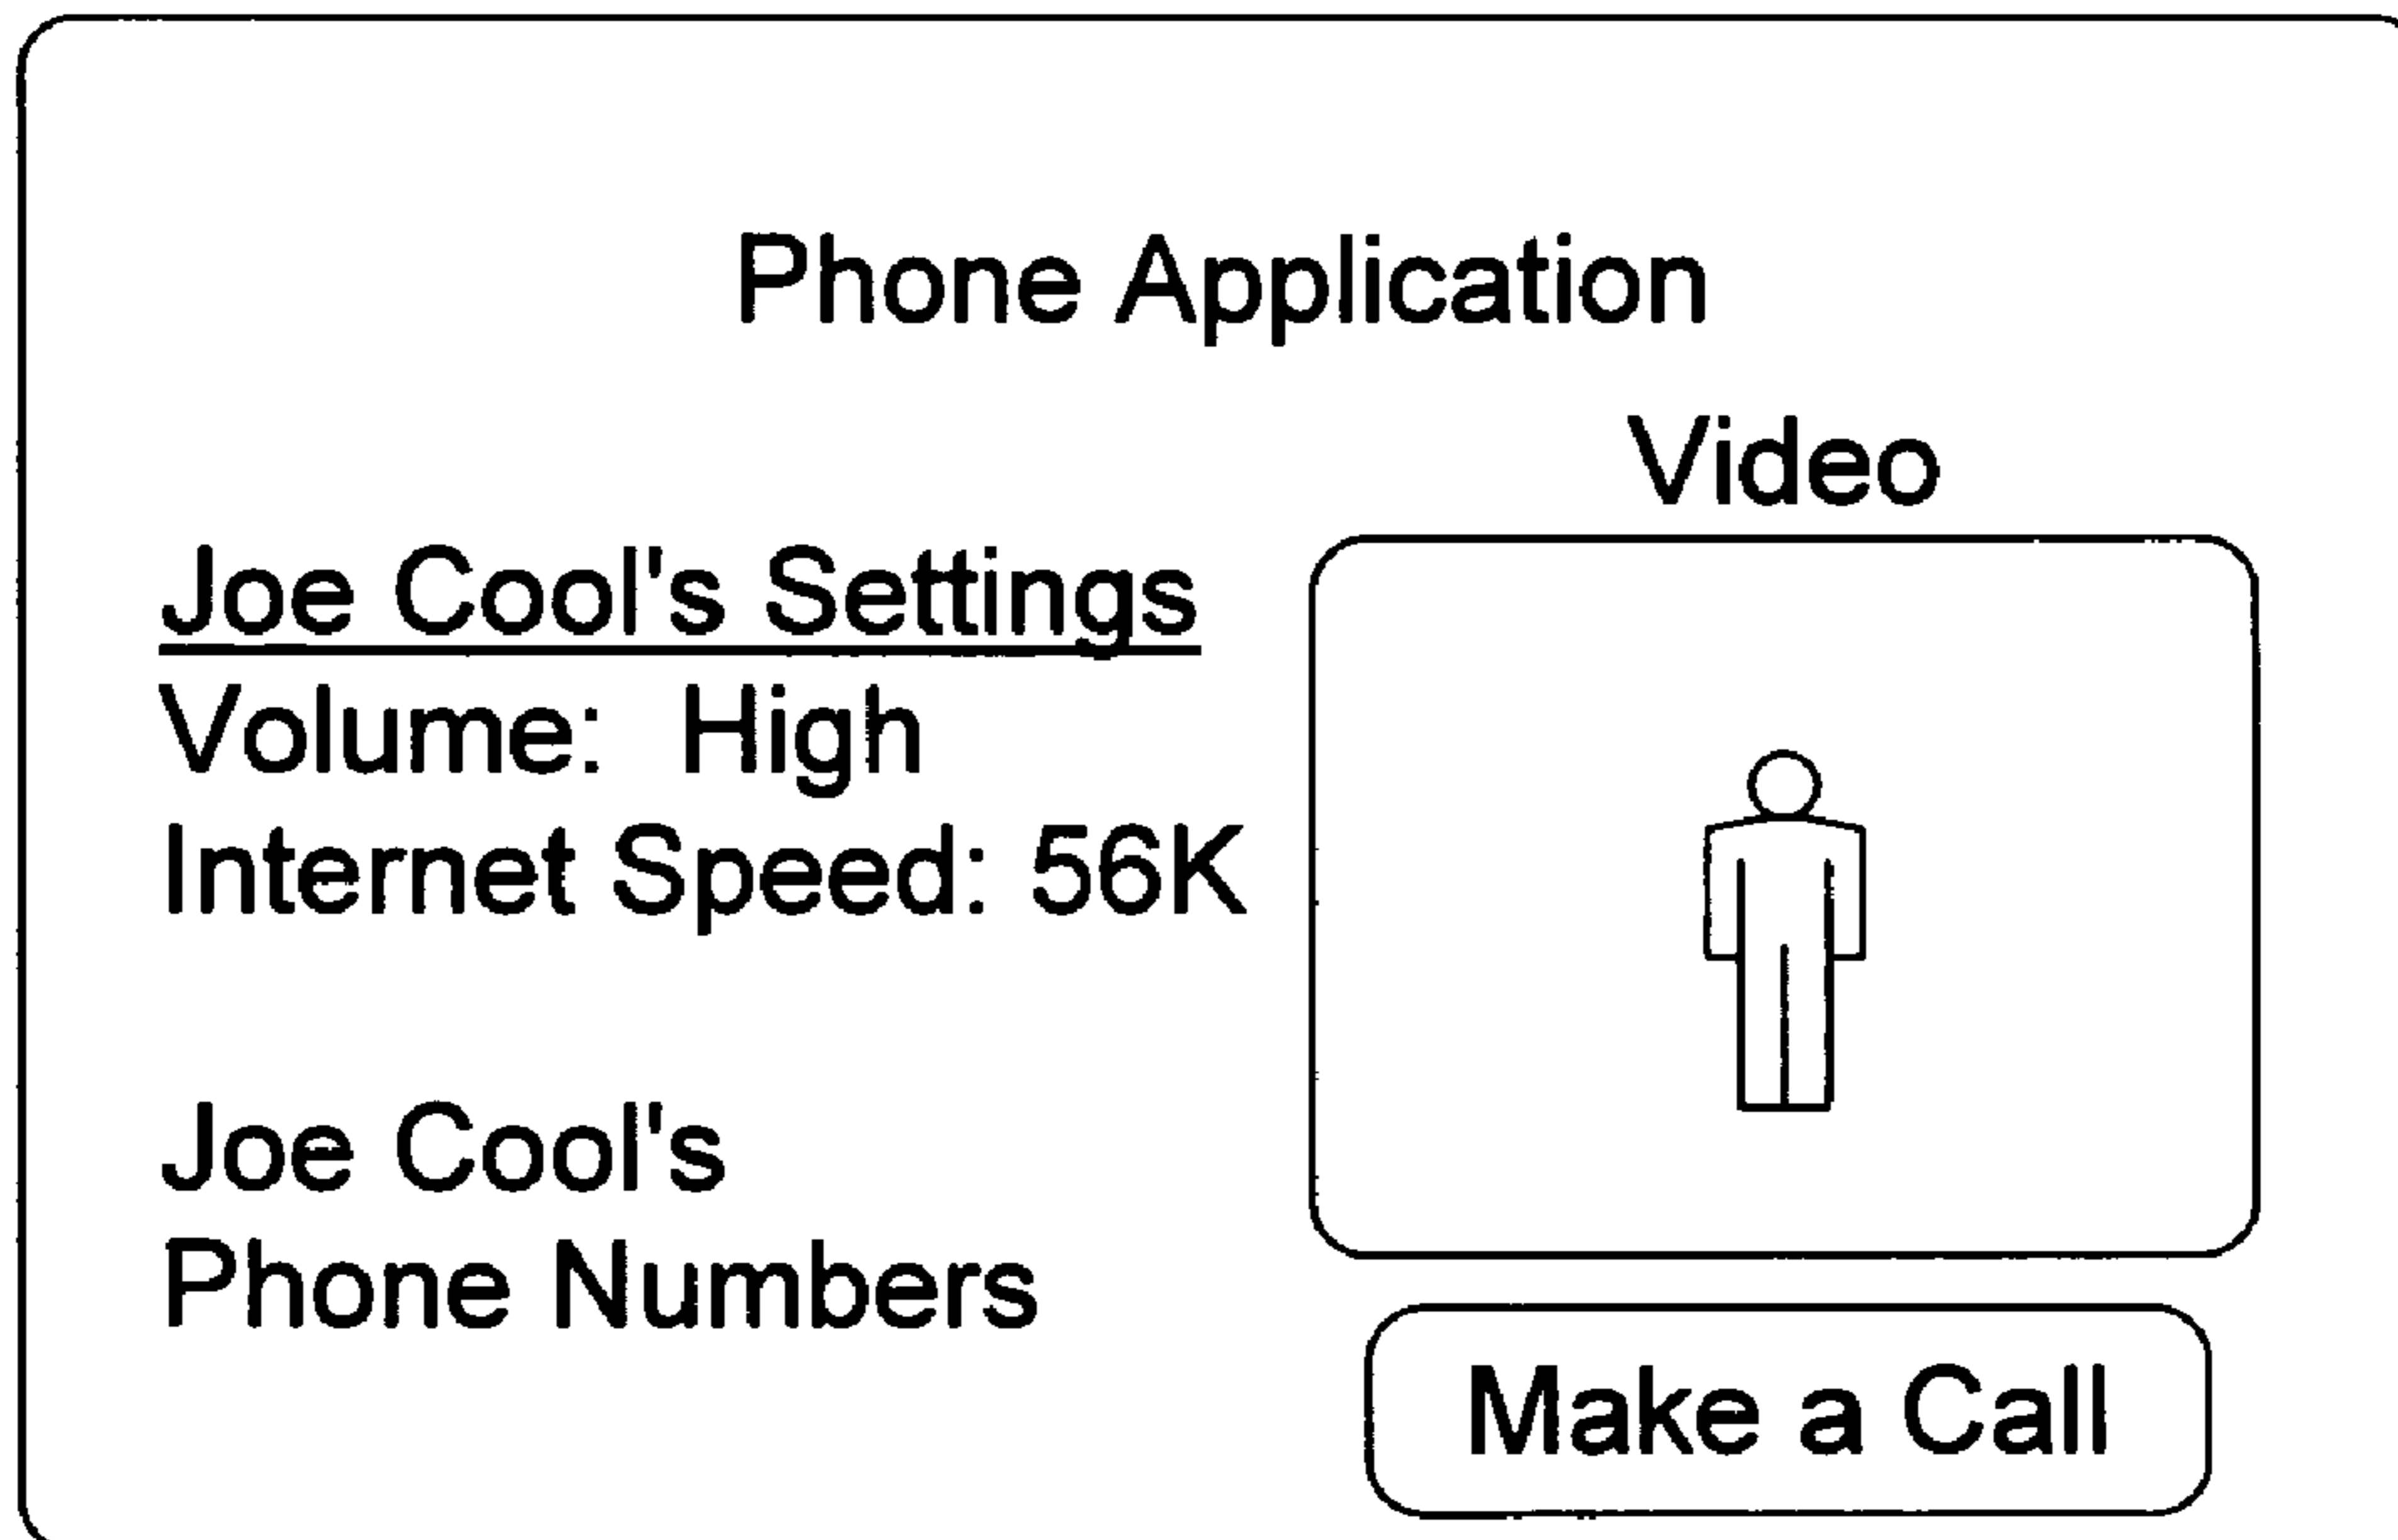 Phone Application
Video
Joe Cool's Settings
Volume: High
Internet Speed: 56K
Joe Cool's
Phone Numbers
Make a Call